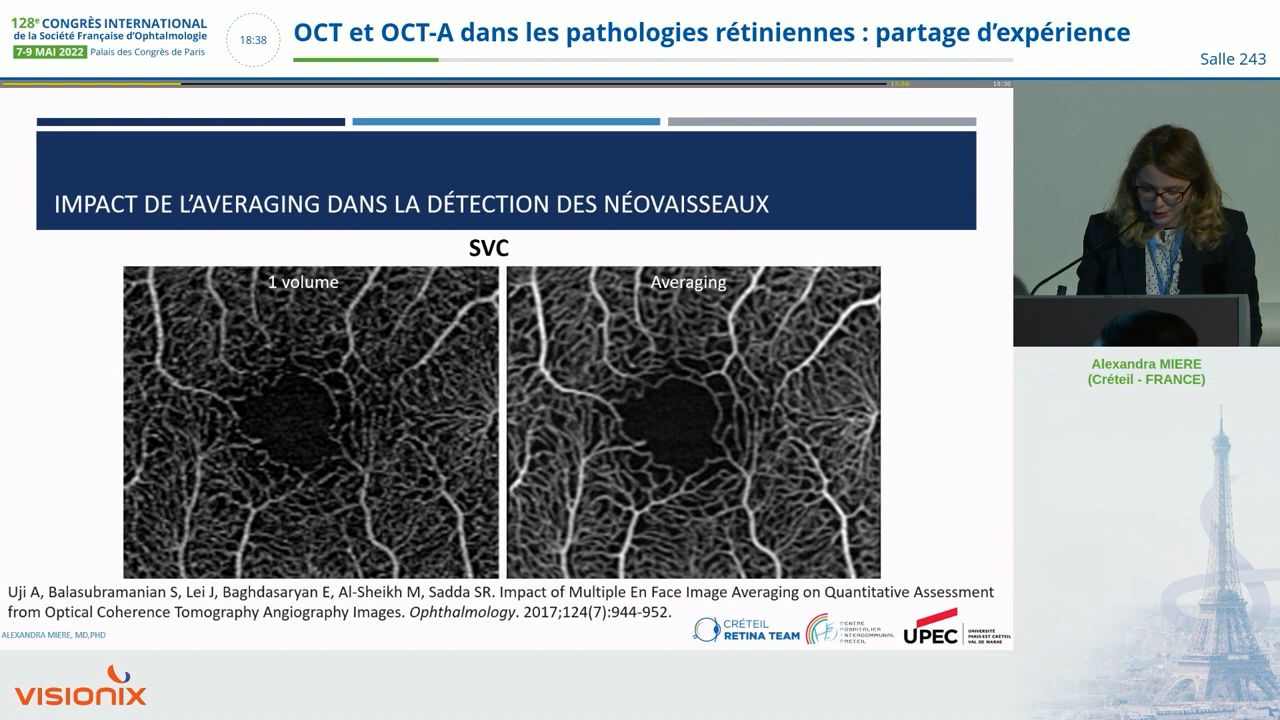 128e CONGRÈS INTERNATIONAL
de la Société Française d'Ophtalmologie
7-9 MAI 2022 Palais des Congrès de Paris
18:38
OCT et OCT-A dans les pathologies rétiniennes : partage d'expérience
Salle 243
15:50
18:38
IMPACT DE L'AVERAGING DANS LA DÉTECTION DES NÉOVAISSEAUX
SVC
1 volume
Averaging
Uji A, Balasubramanian S, Lei J, Baghdasaryan E, Al-Sheikh M, Sadda SR. Impact of Multiple En Face Image Averaging on Quantitative Assessment
from Optical Coherence Tomography Angiography Images. Ophthalmology. 2017;124(7):944-952.
ALEXANDRA MIERE, MD,PHD
CRÉTEIL
RETINA TEAM
CENTRE
HOSPITALIER
INTERCOMMUNAL
CRETEIL
UPEC
UNIVERSITÉ
PARIS-EST CRÉTEIL
VAL DE MARNE
Alexandra MIERE
(Créteil - FRANCE)
VISIONIX